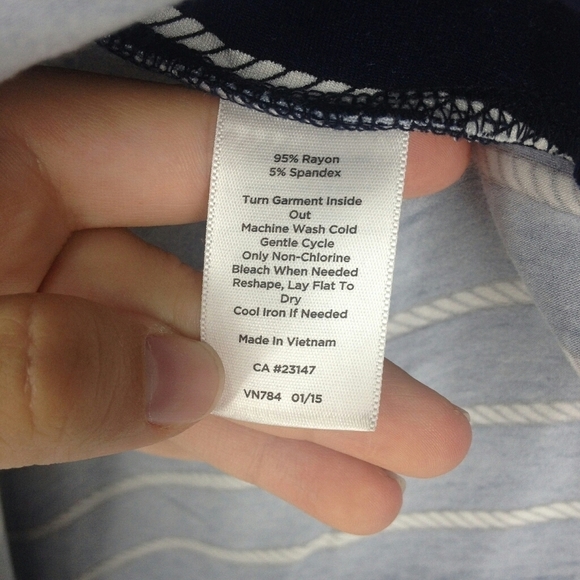 95% Rayon
5% Spandex
Turn Garment Inside
Out
Machine Wash Cold
Gentle Cycle
Only Non-Chlorine
Bleach When Needed
Reshape, Lay Flat To
Dry
Cool Iron If Needed
Made In Vietnam
CA #23147
VN784 01/15